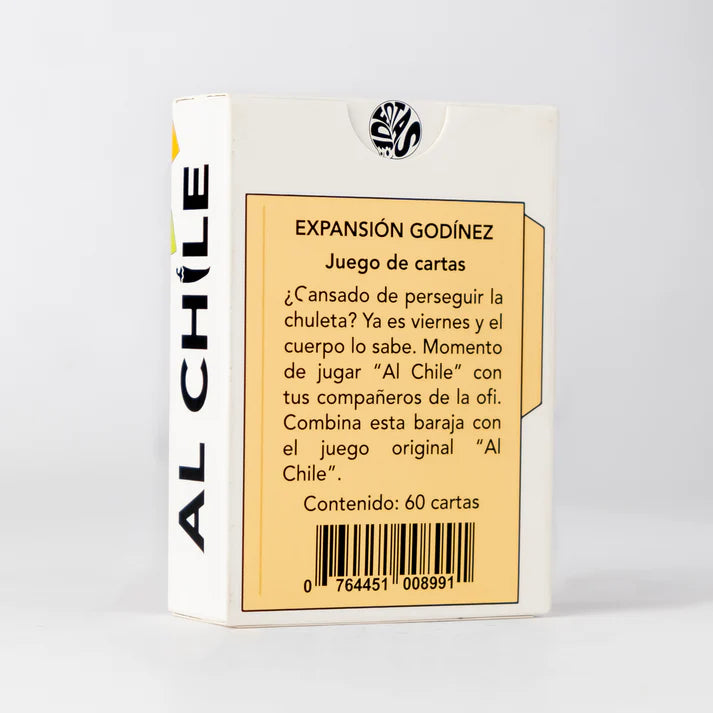 AL CHILE
IDEOTAS
EXPANSIÓN GODÍNEZ
Juego de cartas
¿Cansado de perseguir la
chuleta? Ya es viernes y el
cuerpo lo sabe. Momento
de jugar “Al Chile” con
tus compañeros de la ofi.
Combina esta baraja con
el juego original “Al
Chile”.
Contenido: 60 cartas
0 764451 008991